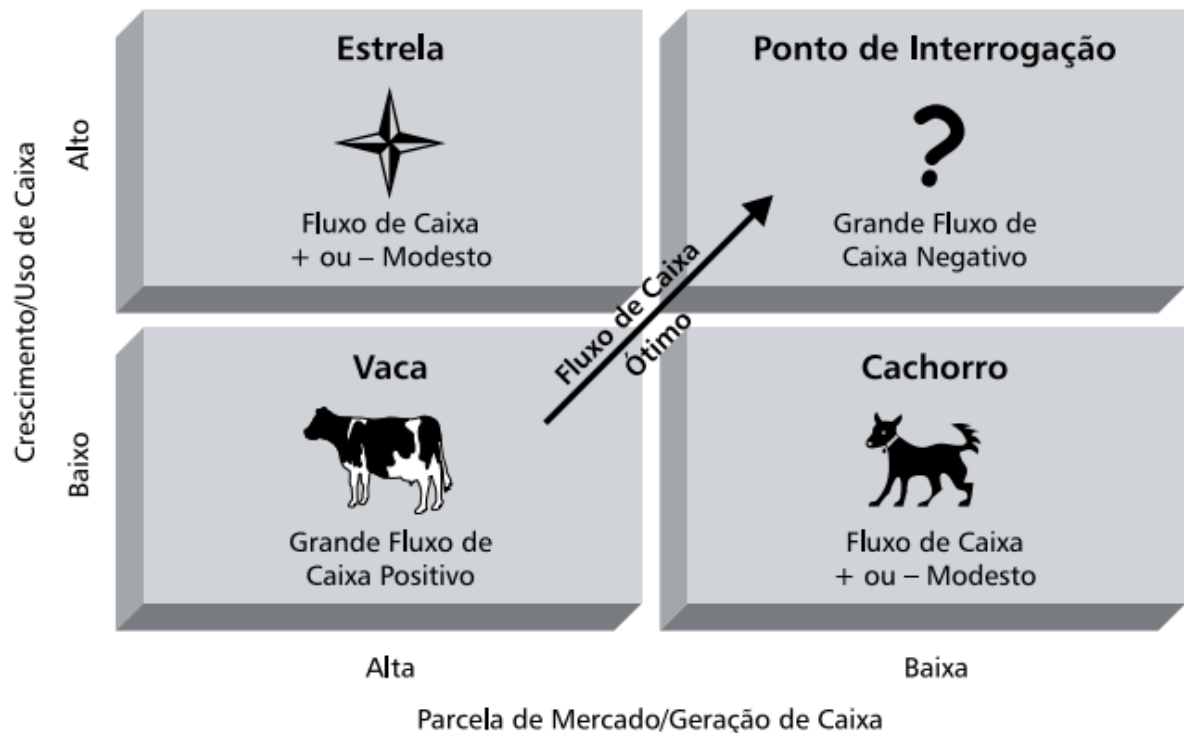 Estrela
Fluxo de Caixa
+ ou – Modesto
Ponto de Interrogação
?
Grande Fluxo de
Caixa Negativo
Crescimento/Uso de Caixa
Alto
Baixo
Fluxo de Caixa
Ótimo
Vaca
Grande Fluxo de
Caixa Positivo
Cachorro
Fluxo de Caixa
+ ou – Modesto
Alta
Baixa
Parcela de Mercado/Geração de Caixa